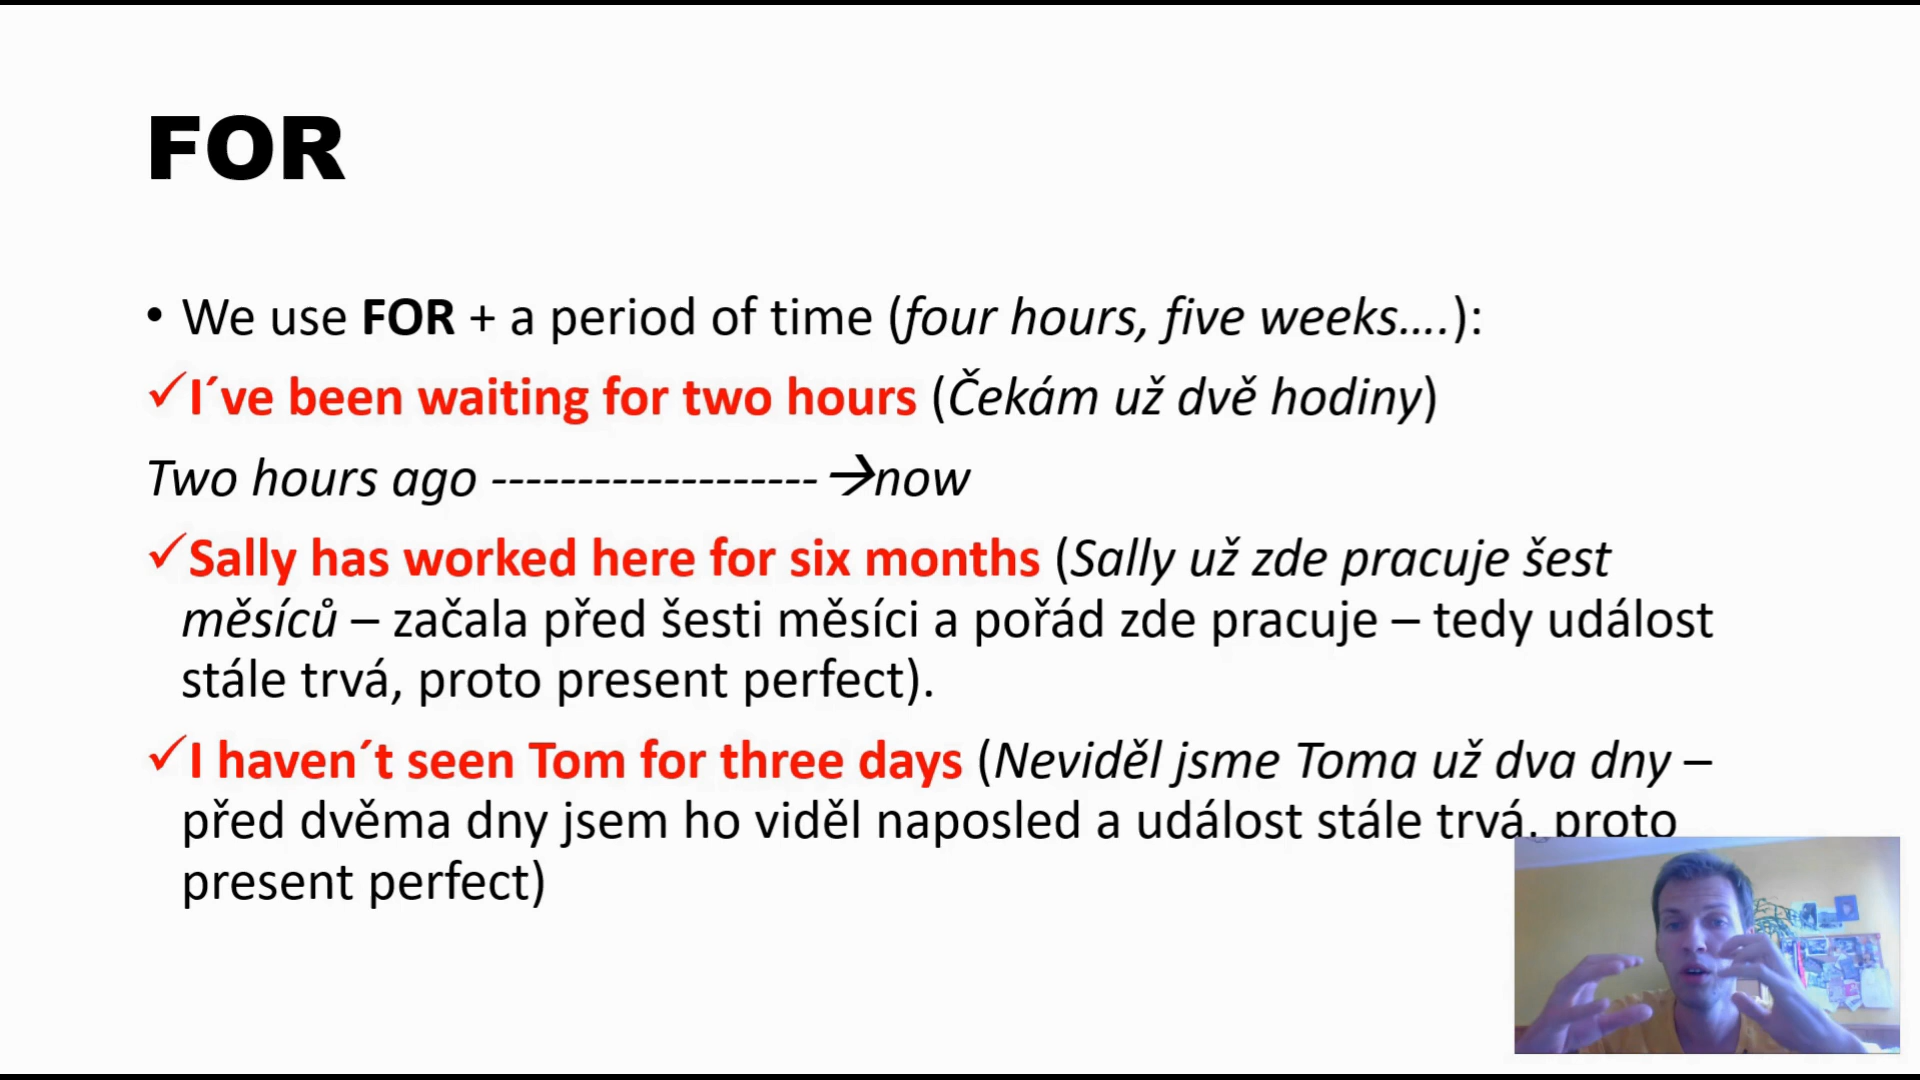 FOR
• We use FOR + a period of time (four hours, five weeks....):
✓I´ve been waiting for two hours (Čekám už dvě hodiny)
Two hours ago ------------------- →now
✓Sally has worked here for six months (Sally už zde pracuje šest
měsíců – začala před šesti měsíci a pořád zde pracuje – tedy událost
stále trvá, proto present perfect).
✓I haven´t seen Tom for three days (Neviděl jsme Toma už dva dny –
před dvěma dny jsem ho viděl naposled a událost stále trvá, proto
present perfect)